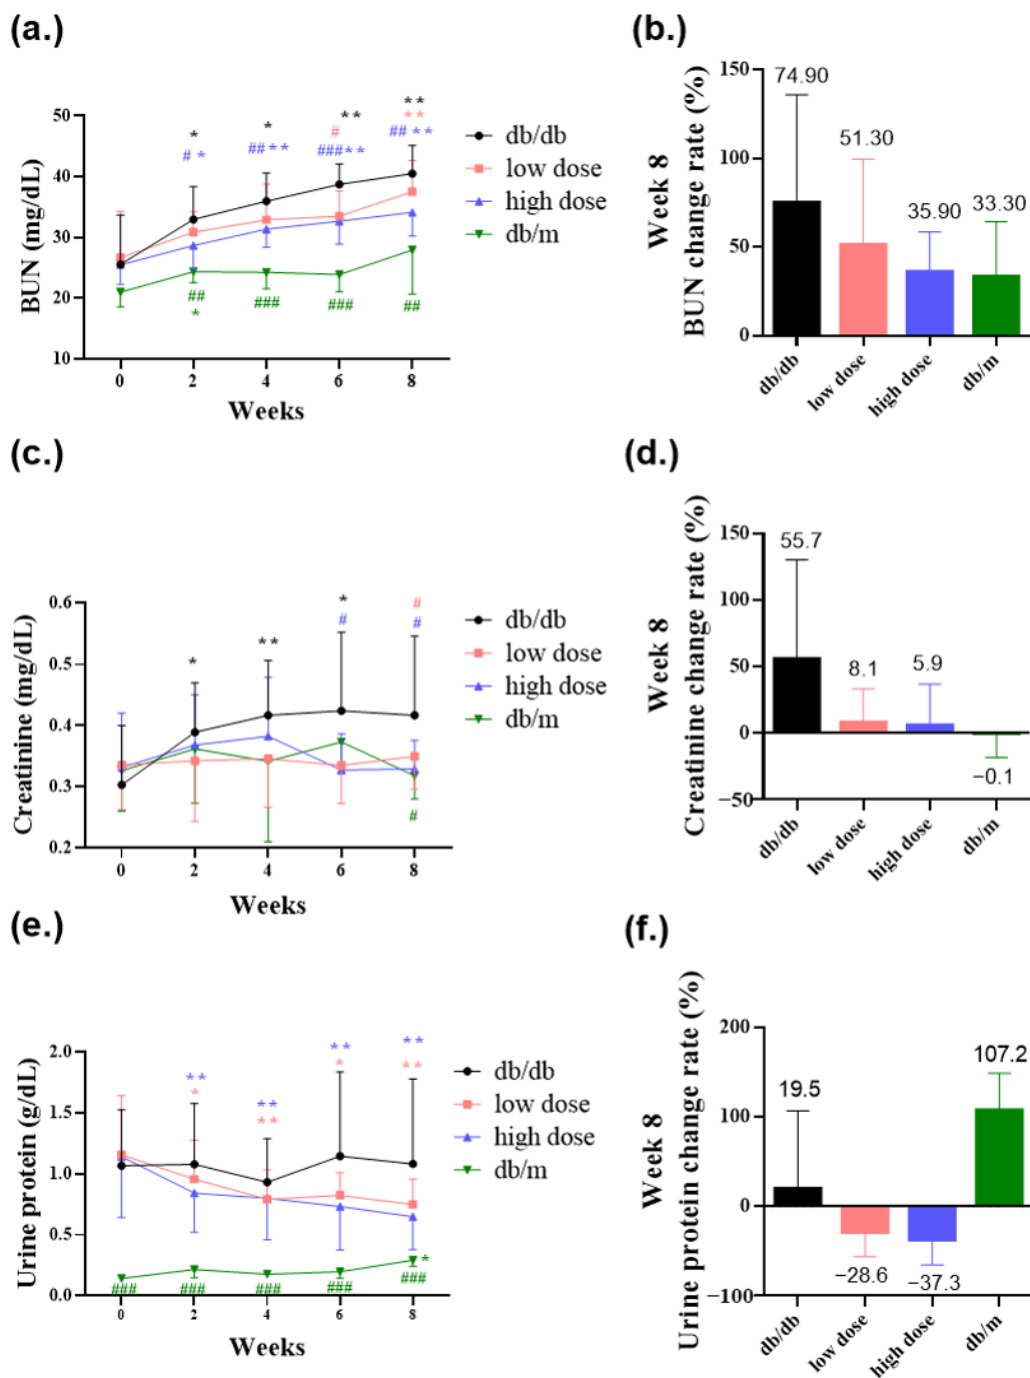 (a.)
BUN (mg/dL)
50
40
30
20
10
*
# *
*
## **
**
#
### **
**
**
## **
##
*
###
###
##
0 2 4 6 8
Weeks
db/db
low dose
high dose
db/m
(b.)
Week 8
BUN change rate (%)
150
100
50
0
74.90
51.30
35.90
33.30
db/db low dose high dose db/m
(c.)
Creatinine (mg/dL)
0.6
0.5
0.4
0.3
0.2
*
**
*
#
#
#
#
0 2 4 6 8
Weeks
db/db
low dose
high dose
db/m
(d.)
Week 8
Creatinine change rate (%)
150
100
50
0
−50
55.7
8.1
5.9
−0.1
db/db low dose high dose db/m
(e.)
Urine protein (g/dL)
2.0
1.5
1.0
0.5
0.0
**
*
**
**
**
*
**
**
*
### ### ### ### ###
0 2 4 6 8
Weeks
db/db
low dose
high dose
db/m
(f.)
Week 8
Urine protein change rate (%)
200
100
0
−100
19.5
−28.6
−37.3
107.2
db/db low dose high dose db/m